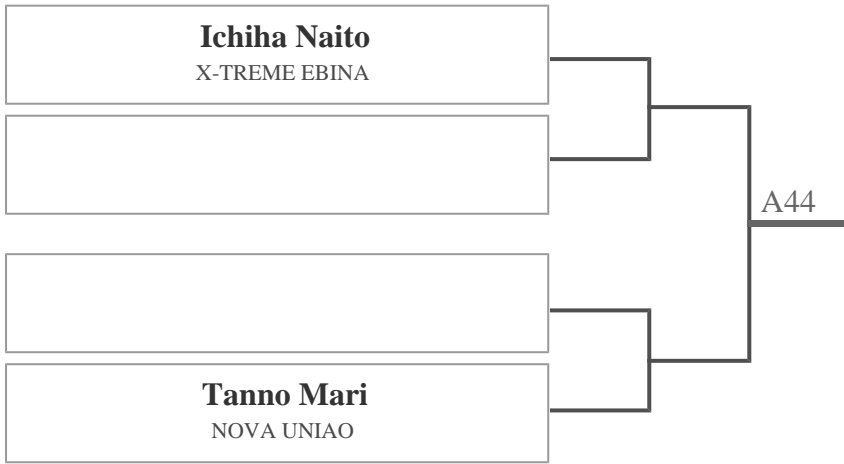 Ichiha Naito
X-TREME EBINA
A44
Tanno Mari
NOVA UNIAO